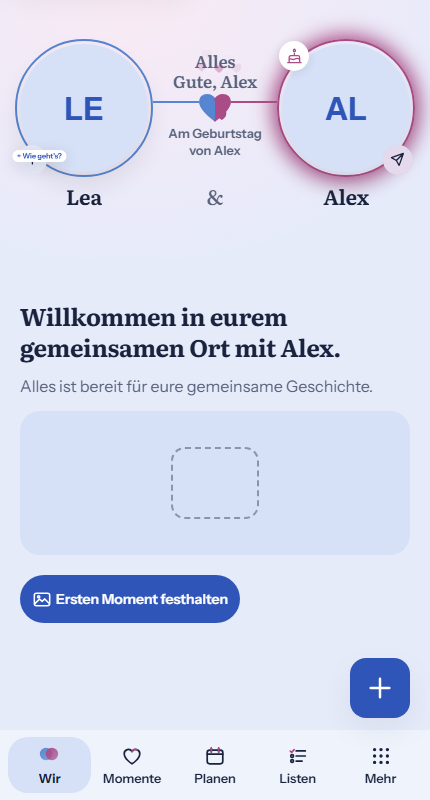 Alles
Gute, Alex
LE
AL
Am Geburtstag
von Alex
+ Wie geht's?
Lea
&
Alex
Willkommen in eurem
gemeinsamen Ort mit Alex.
Alles ist bereit für eure gemeinsame Geschichte.
Ersten Moment festhalten
Wir
Momente
Planen
Listen
Mehr